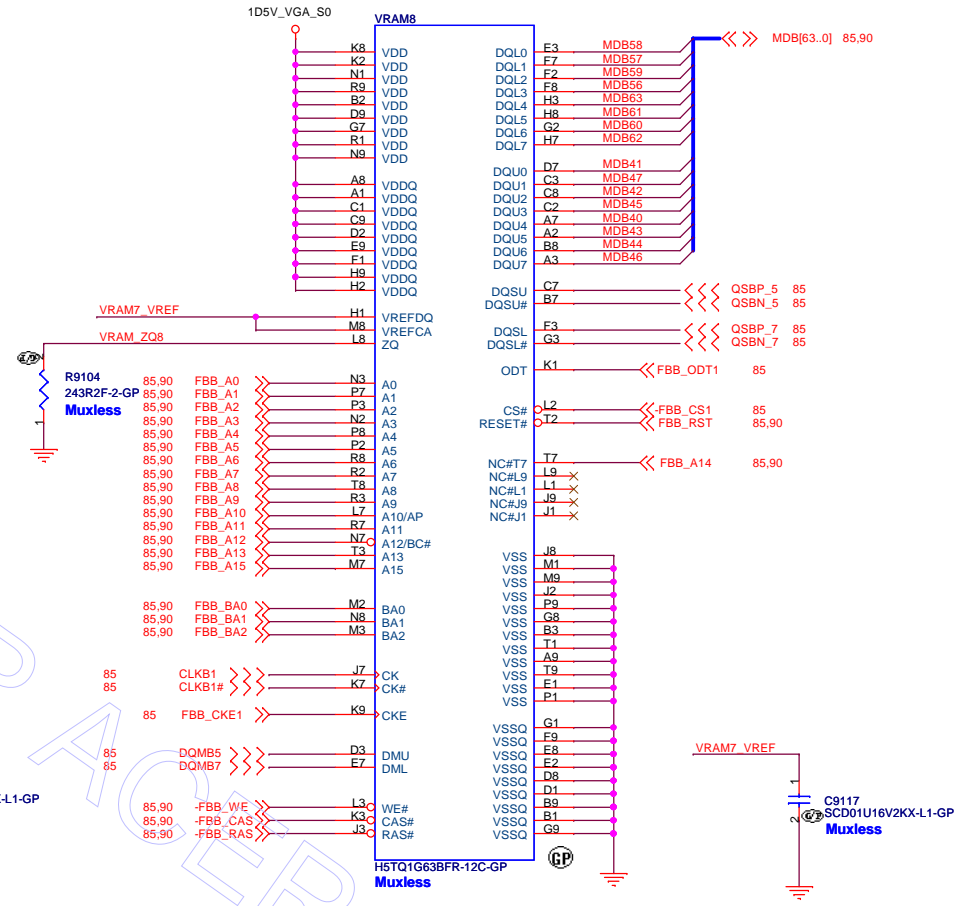 1D5V_VGA_S0
VRAM8
K8 VDD DQL0 E3 MDB58 MDB[63..0] 85,90
K2 VDD DQL1 F7 MDB57
N1 VDD DQL2 F2 MDB59
R9 VDD DQL3 F8 MDB56
B2 VDD DQL4 H3 MDB63
D9 VDD DQL5 H8 MDB61
G7 VDD DQL6 G2 MDB60
R1 VDD DQL7 H7 MDB62
N9 VDD
DQU0 D7 MDB41
A8 VDDQ DQU1 C3 MDB47
A1 VDDQ DQU2 C8 MDB42
C1 VDDQ DQU3 C2 MDB45
C9 VDDQ DQU4 A7 MDB40
D2 VDDQ DQU5 A2 MDB43
E9 VDDQ DQU6 B8 MDB44
F1 VDDQ DQU7 A3 MDB46
H9 VDDQ
H2 VDDQ DQSU C7 QSBP_5 85
DQSU# B7 QSBN_5 85
VRAM7_VREF H1 VREFDQ
M8 VREFCA DQSL F3 QSBP_7 85
VRAM_ZQ8 L8 ZQ DQSL# G3 QSBN_7 85
2
ODT K1 FBB_ODT1 85
R9104
243R2F-2-GP
Muxless
1
85,90 FBB_A0 N3 A0
85,90 FBB_A1 P7 A1
85,90 FBB_A2 P3 A2 CS# L2 -FBB_CS1 85
85,90 FBB_A3 N2 A3 RESET# T2 FBB_RST 85,90
85,90 FBB_A4 P8 A4
85,90 FBB_A5 P2 A5
85,90 FBB_A6 R8 A6 NC#T7 T7 FBB_A14 85,90
85,90 FBB_A7 R2 A7 NC#L9 L9
85,90 FBB_A8 T8 A8 NC#L1 L1
85,90 FBB_A9 R3 A9 NC#J9 J9
85,90 FBB_A10 L7 A10/AP NC#J1 J1
85,90 FBB_A11 R7 A11
85,90 FBB_A12 N7 A12/BC#
85,90 FBB_A13 T3 A13 VSS J8
85,90 FBB_A15 M7 A15 VSS M1
VSS M9
VSS J2
85,90 FBB_BA0 M2 BA0 VSS P9
85,90 FBB_BA1 N8 BA1 VSS G8
85,90 FBB_BA2 M3 BA2 VSS B3
VSS T1
VSS A9
85 CLKB1 J7 CK VSS T9
85 CLKB1# K7 CK# VSS E1
VSS P1
85 FBB_CKE1 K9 CKE
VSSQ G1
VSSQ F9
85 DQMB5 D3 DMU VSSQ E8
85 DQMB7 E7 DML VSSQ E2
VSSQ D8
VSSQ D1
85,90 -FBB_WE L3 WE# VSSQ B9
85,90 -FBB_CAS K3 CAS# VSSQ B1
85,90 -FBB_RAS J3 RAS# VSSQ G9
H5TQ1G63BFR-12C-GP
Muxless
GP
VRAM7_VREF
1
2
C9117
SCD01U16V2KX-L1-GP
Muxless
-L1-GP
ACER